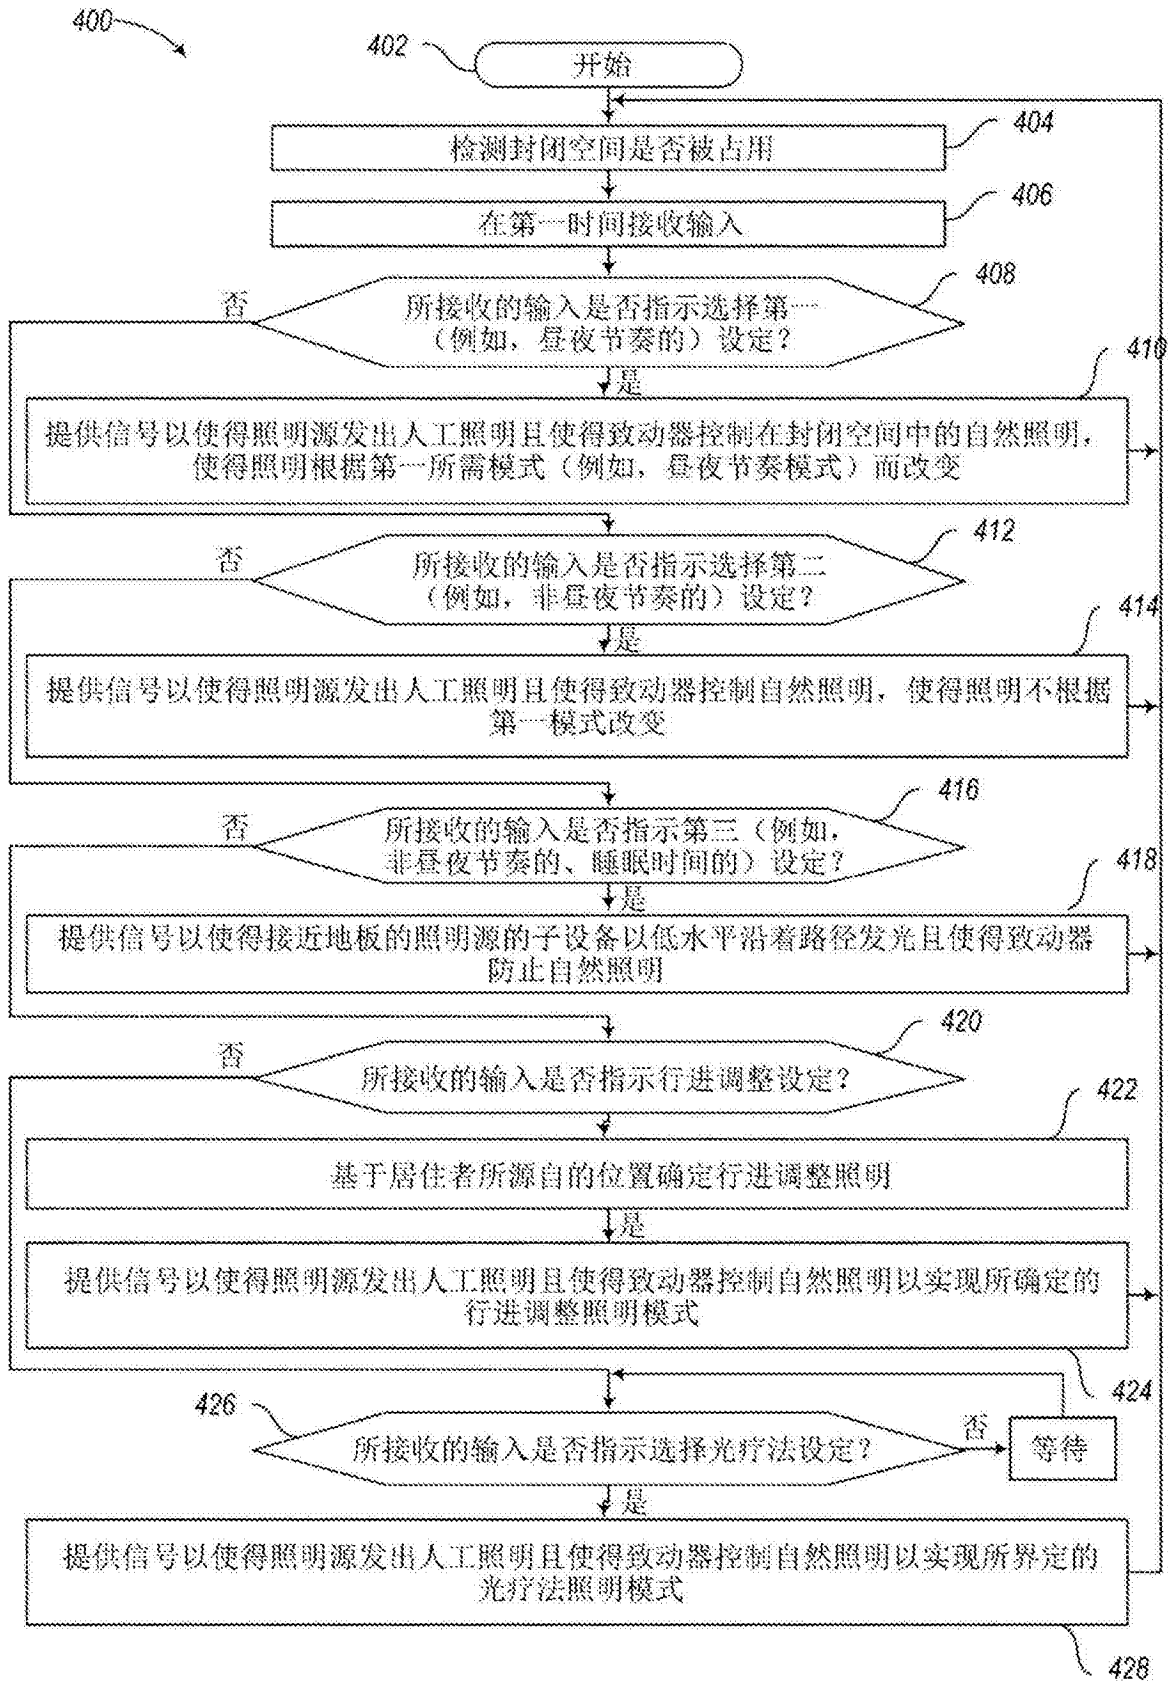 400
402
开始
404
检测封闭空间是否被占用
406
在第一时间接收输入
408
否
所接收的输入是否指示选择第一
（例如，昼夜节奏的）设定？
是
410
提供信号以使得照明源发出人工照明且使得致动器控制在封闭空间中的自然照明，
使得照明根据第一所需模式（例如，昼夜节奏模式）而改变
412
否
所接收的输入是否指示选择第二
（例如，非昼夜节奏的）设定？
是
414
提供信号以使得照明源发出人工照明且使得致动器控制自然照明，使得照明不根据
第一模式改变
416
否
所接收的输入是否指示第三（例如，
非昼夜节奏的、睡眠时间的）设定？
是
418
提供信号以使得接近地板的照明源的子设备以低水平沿着路径发光且使得致动器
防止自然照明
420
否
所接收的输入是否指示行进调整设定？
422
基于居住者所源自的位置确定行进调整照明
是
提供信号以使得照明源发出人工照明且使得致动器控制自然照明以实现所确定的
行进调整照明模式
424
426
所接收的输入是否指示选择光疗法设定？
否
等待
是
提供信号以使得照明源发出人工照明且使得致动器控制自然照明以实现所界定的
光疗法照明模式
428